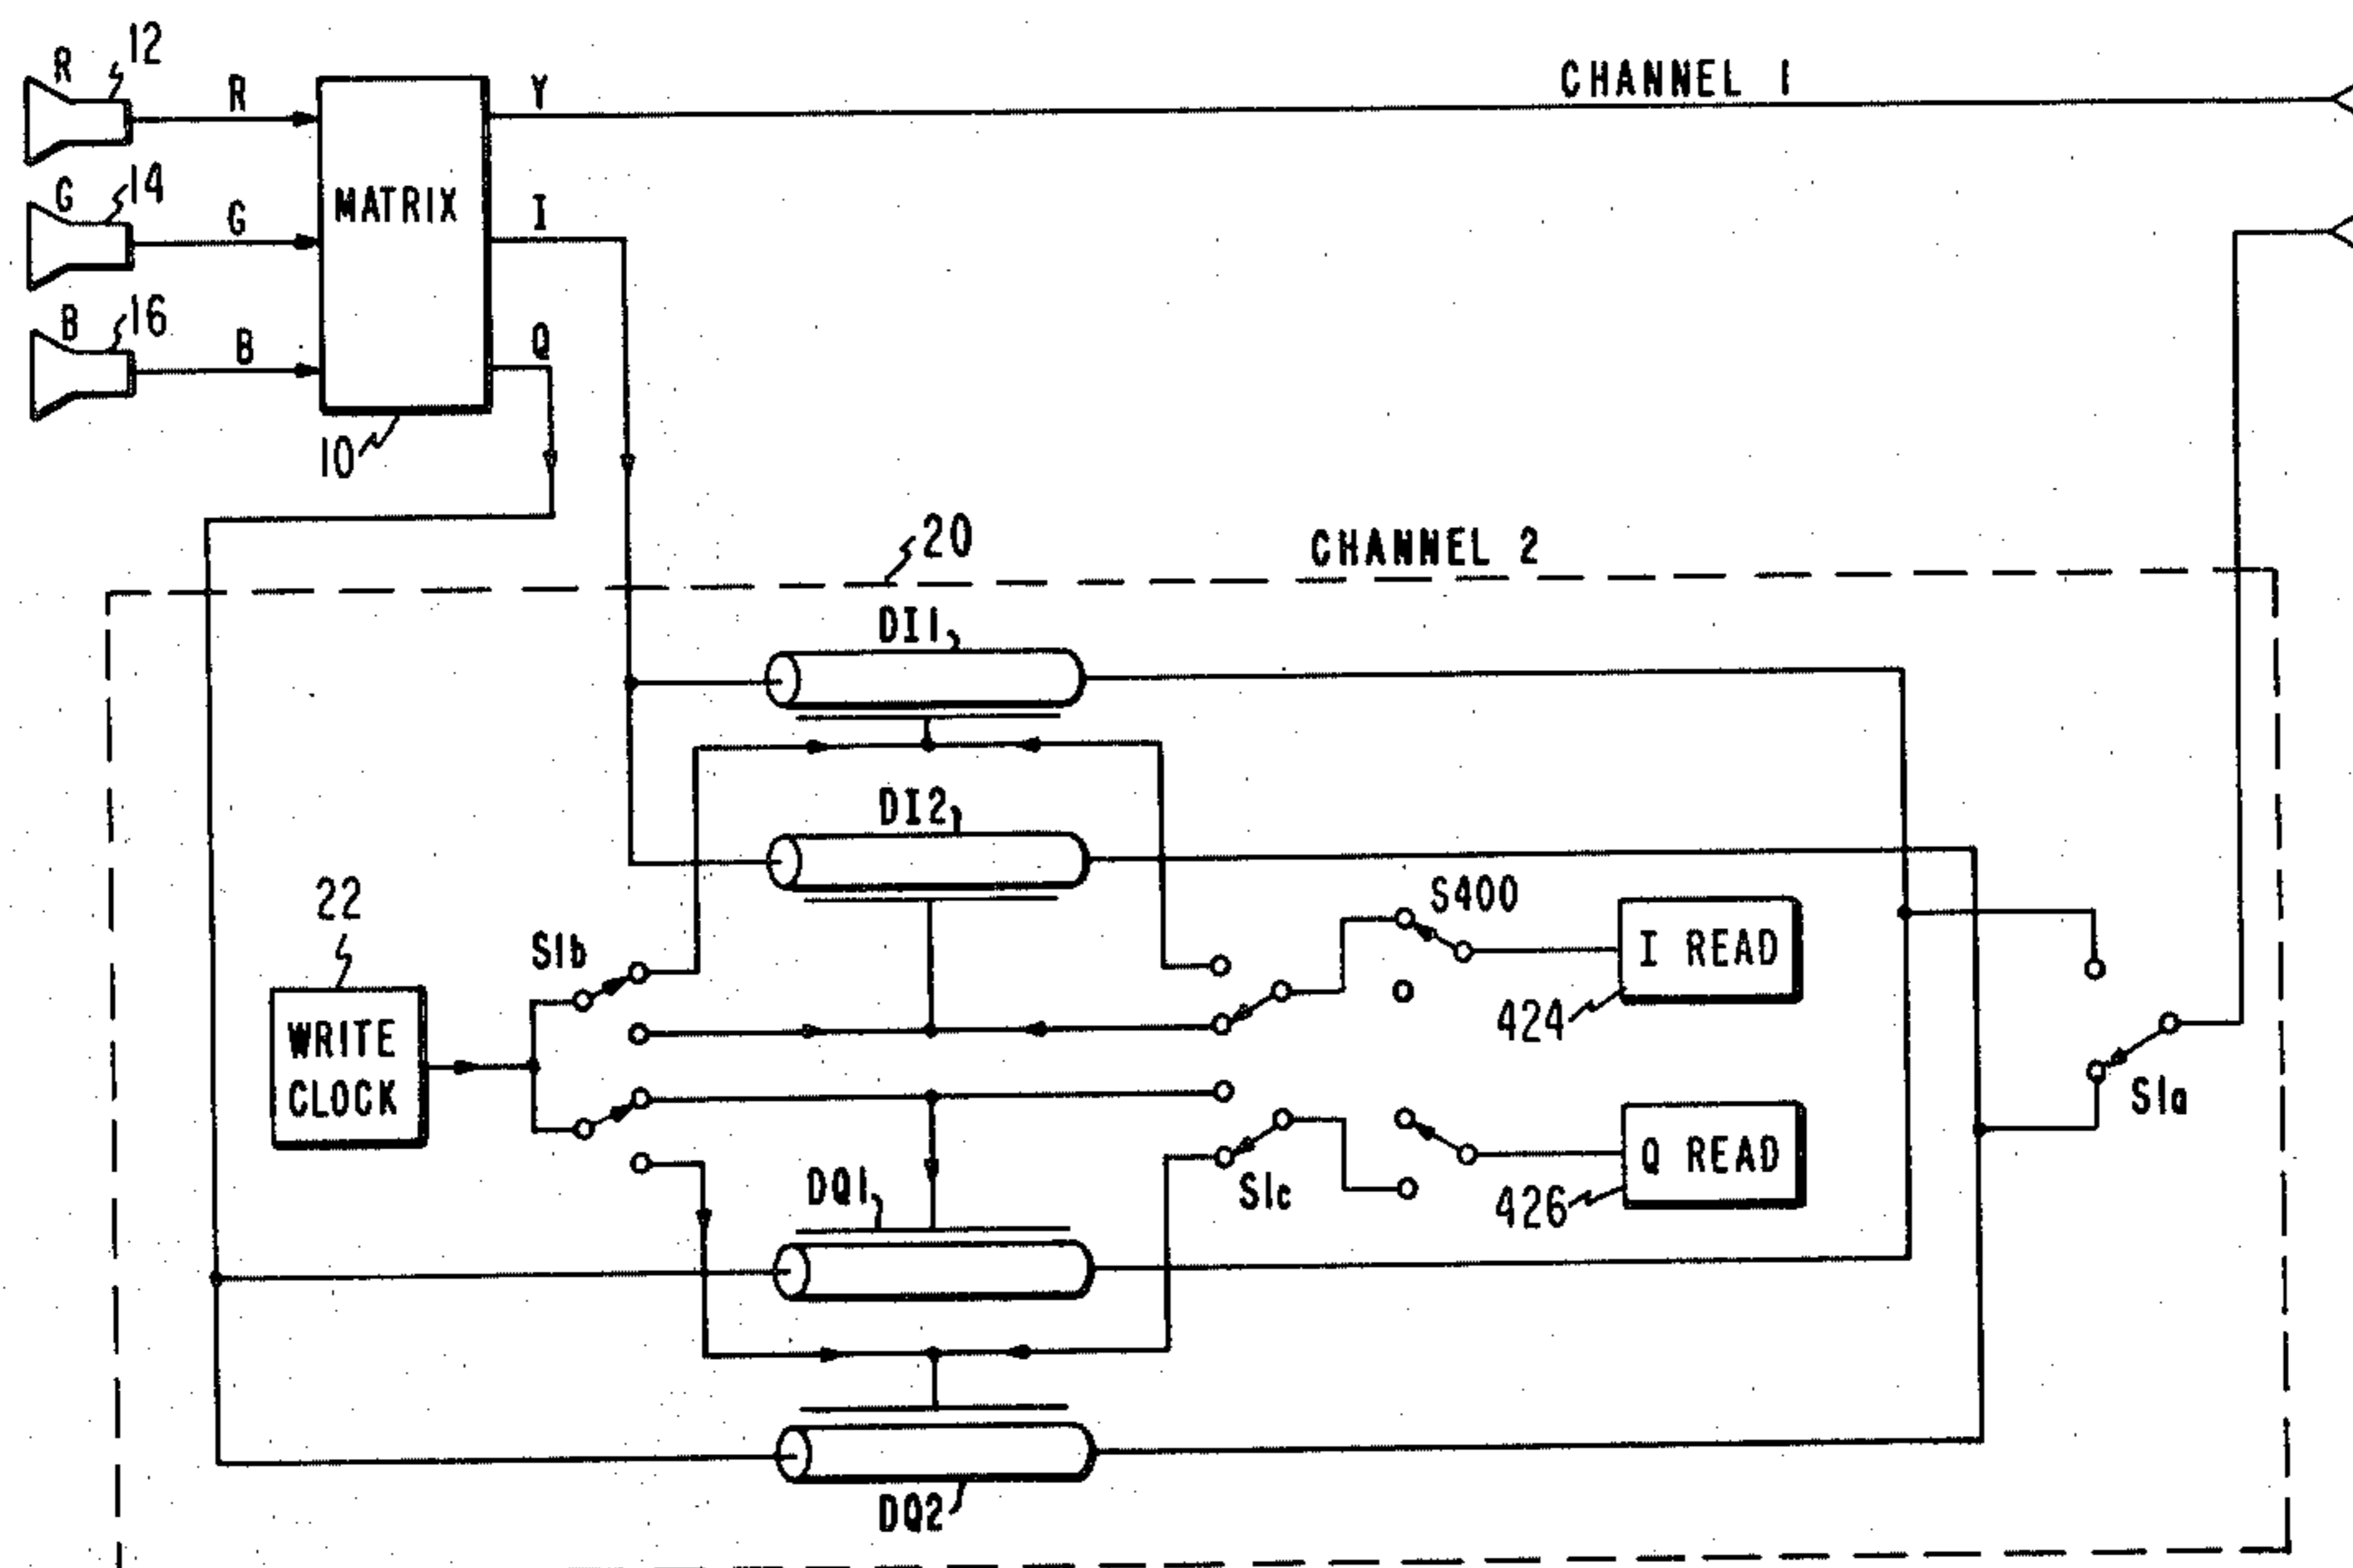 R 12
R
Y
CHANNEL 1
G 14
G
MATRIX
I
B 16
B
Q
10
20
CHANNEL 2
DI1
DI2
22
S1b
S400
I READ
WRITE
CLOCK
424
S1a
DQ1
S1c
Q READ
426
DQ2